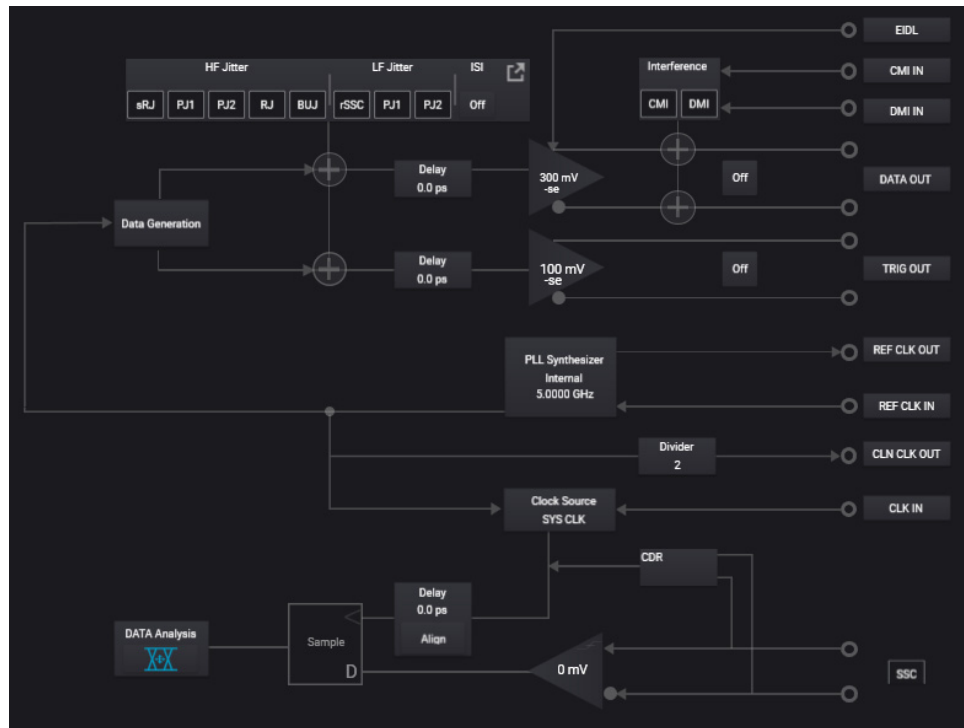 EIDL
HF Jitter
LF Jitter
ISI
Interference
CMI IN
sRJ
PJ1
PJ2
RJ
BUJ
rSSC
PJ1
PJ2
Off
CMI
DMI
DMI IN
Delay
0.0 ps
300 mV
-se
Off
DATA OUT
Data Generation
Delay
0.0 ps
100 mV
-se
Off
TRIG OUT
PLL Synthesizer
Internal
5.0000 GHz
REF CLK OUT
REF CLK IN
Divider
2
CLN CLK OUT
Clock Source
SYS CLK
CLK IN
CDR
Delay
0.0 ps
Align
DATA Analysis
Sample
D
0 mV
SSC